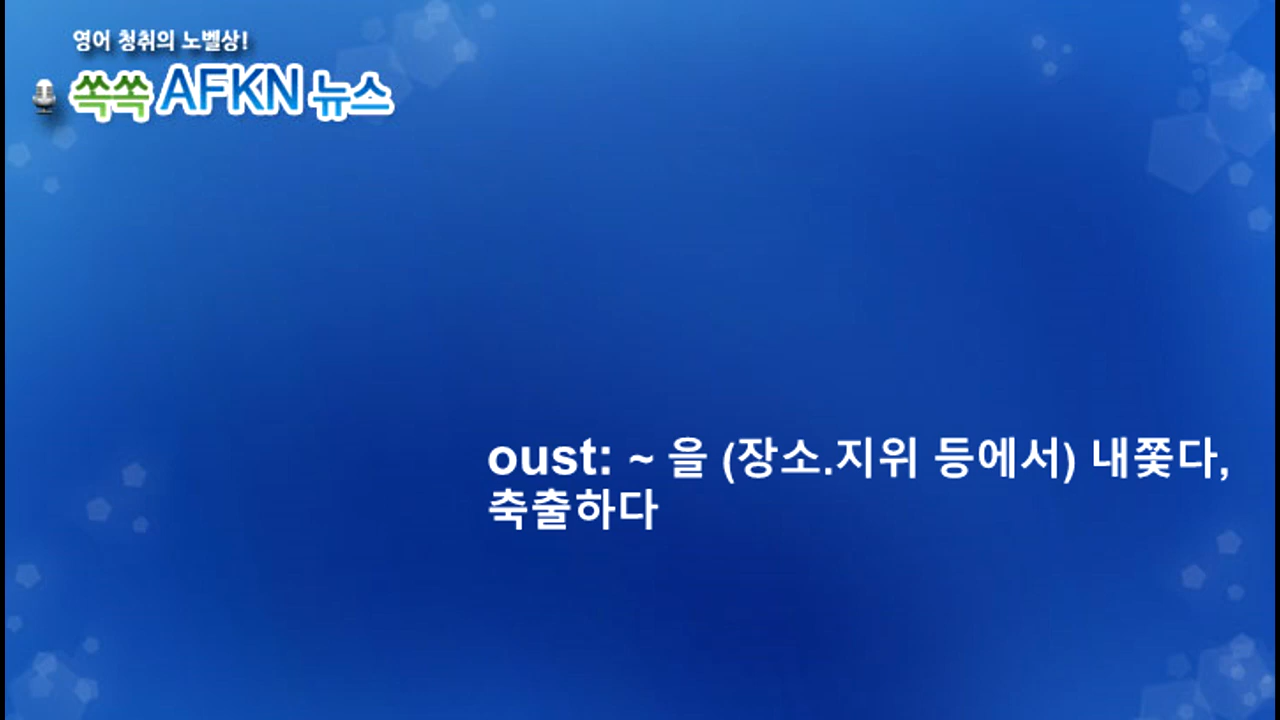 영어 청취의 노벨상!
쏙쏙 AFKN 뉴스
oust: ~ 을 (장소.지위 등에서) 내쫓다,
축출하다